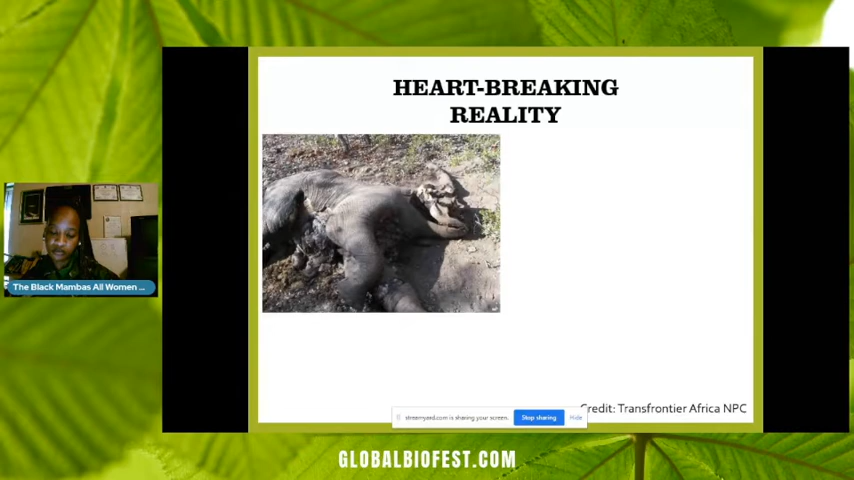 HEART-BREAKING
REALITY
The Black Mambas All Women ...
streamyard.com is sharing your screen.
Stop sharing
Hide
Credit: Transfrontier Africa NPC
GLOBALBIOFEST.COM